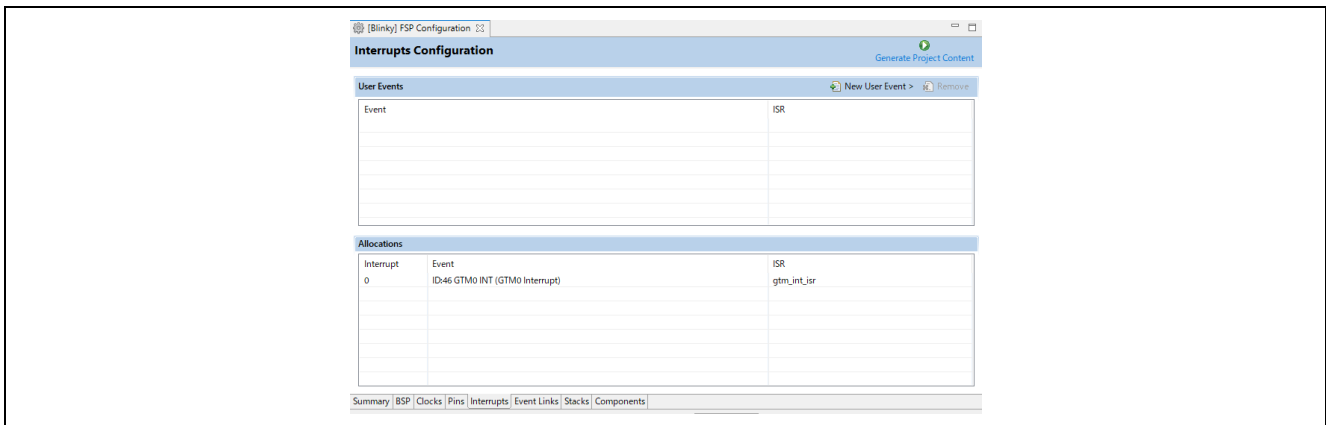 [Blinky] FSP Configuration
Interrupts Configuration
Generate Project Content
User Events New User Event > Remove
Event ISR
Allocations
Interrupt Event ISR
0 ID:46 GTM0 INT (GTM0 Interrupt) gtm_int_isr
Summary BSP Clocks Pins Interrupts Event Links Stacks Components